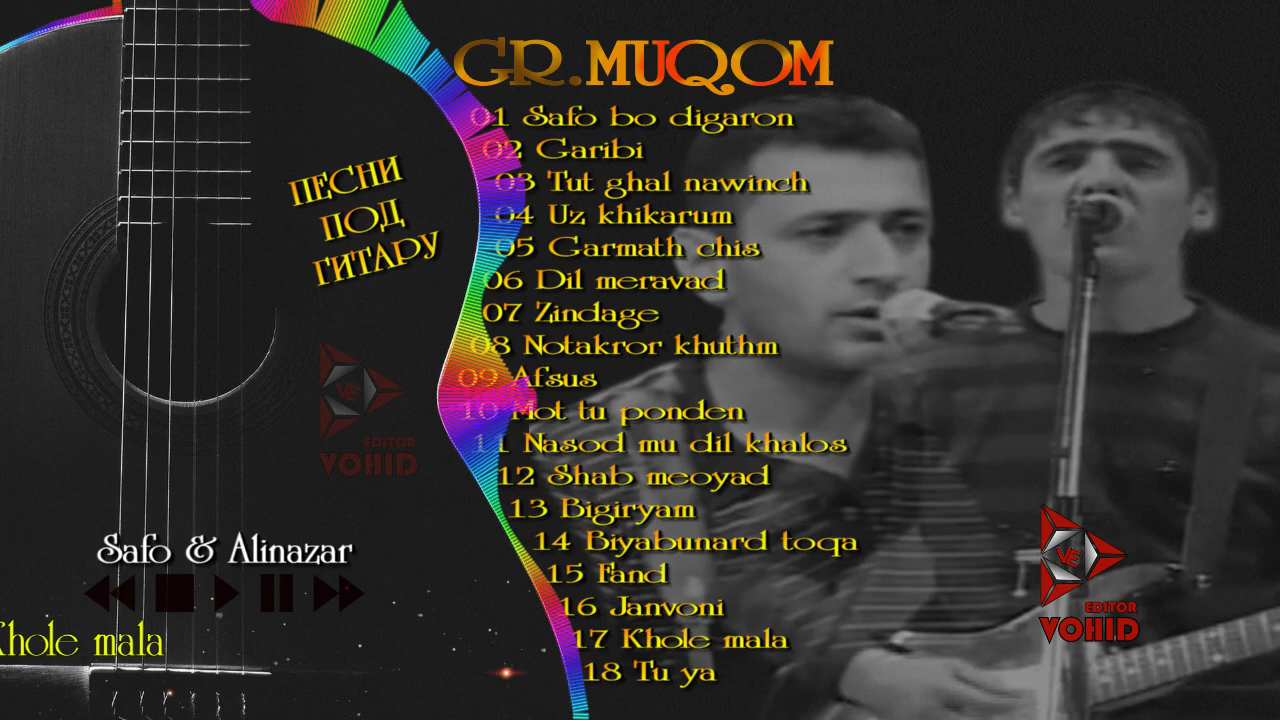 GR.MUQOM
01 Safo bo digaron
02 Garibi
03 Tut ghal nawinch
04 Uz khikarum
05 Garmath chis
06 Dil meravad
07 Zindage
08 Notakror khuthm
09 Afsus
10 Mot tu ponden
11 Nasod mu dil khalos
12 Shab meoyad
13 Bigiryam
14 Biyabunard toqa
15 Fand
16 Janvoni
17 Khole mala
18 Tu ya
ПЕСНИ
ПОД
ГИТАРУ
VE
EDITOR
VOHID
Safo & Alinazar
Khole mala
VE
EDITOR
VOHID